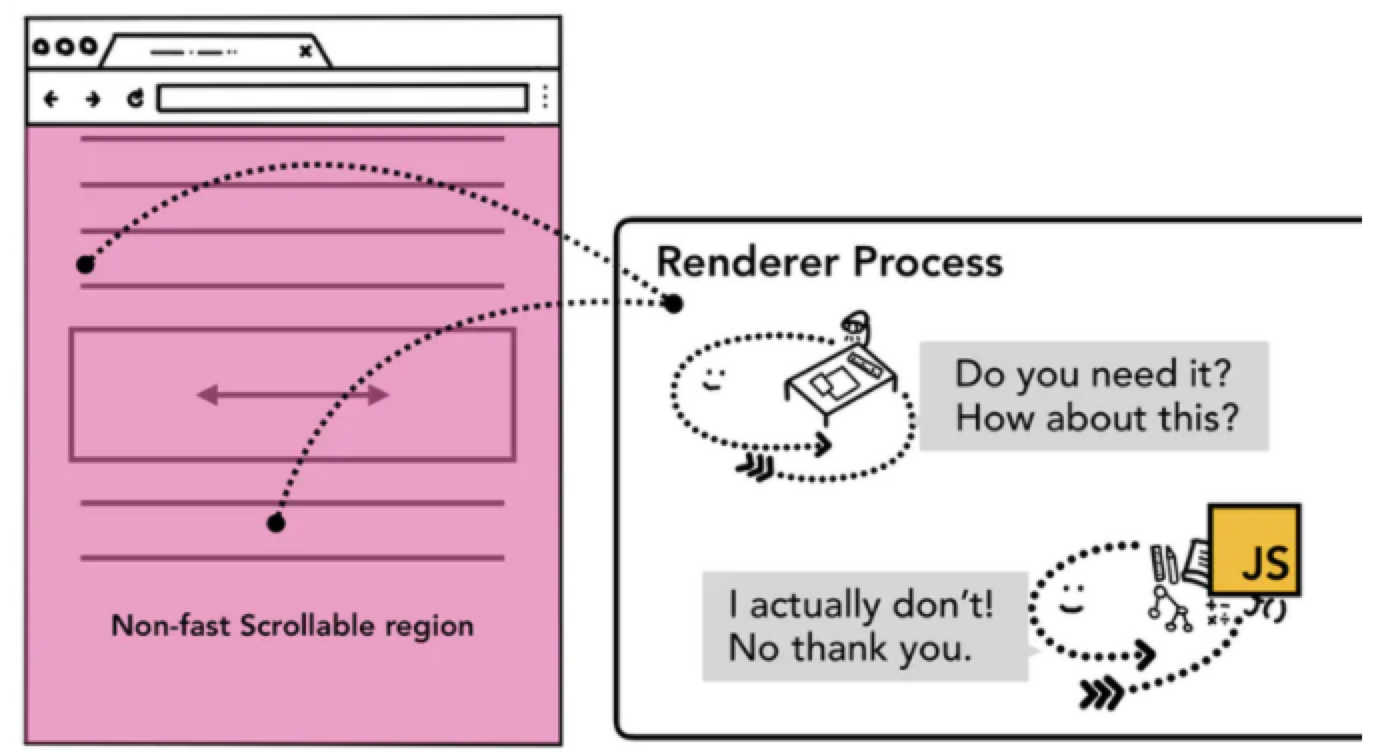 Renderer Process
Do you need it?
How about this?
JS
I actually don't!
No thank you.
Non-fast Scrollable region